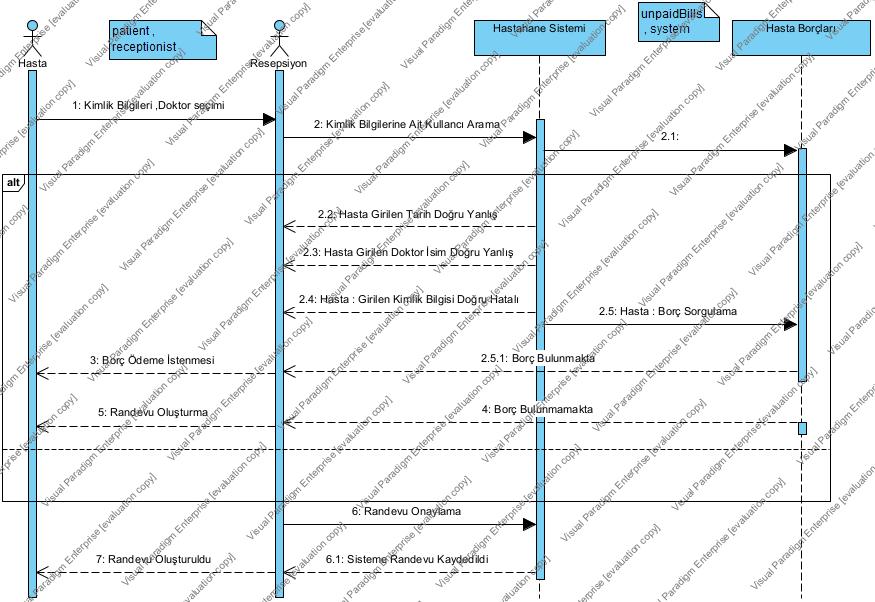 patient ,
receptionist
Hastahane Sistemi
unpaidBills
, system
Hasta Borçları
Hasta
Resepsiyon
1: Kimlik Bilgileri ,Doktor seçimi
2: Kimlik Bilgilerine Ait Kullancı Arama
2.1:
alt
2.2: Hasta Girilen Tarih Doğru Yanlış
2.3: Hasta Girilen Doktor İsim Doğru Yanlış
2.4: Hasta : Girilen Kimlik Bilgisi Doğru Hatalı
2.5: Hasta : Borç Sorgulama
3: Borç Ödeme İstenmesi
2.5.1: Borç Bulunmakta
5: Randevu Oluşturma
4: Borç Bulunmamakta
6: Randevu Onaylama
7: Randevu Oluşturuldu
6.1: Sisteme Randevu Kaydedildi
Visual Paradigm Enterprise [evaluation copy]